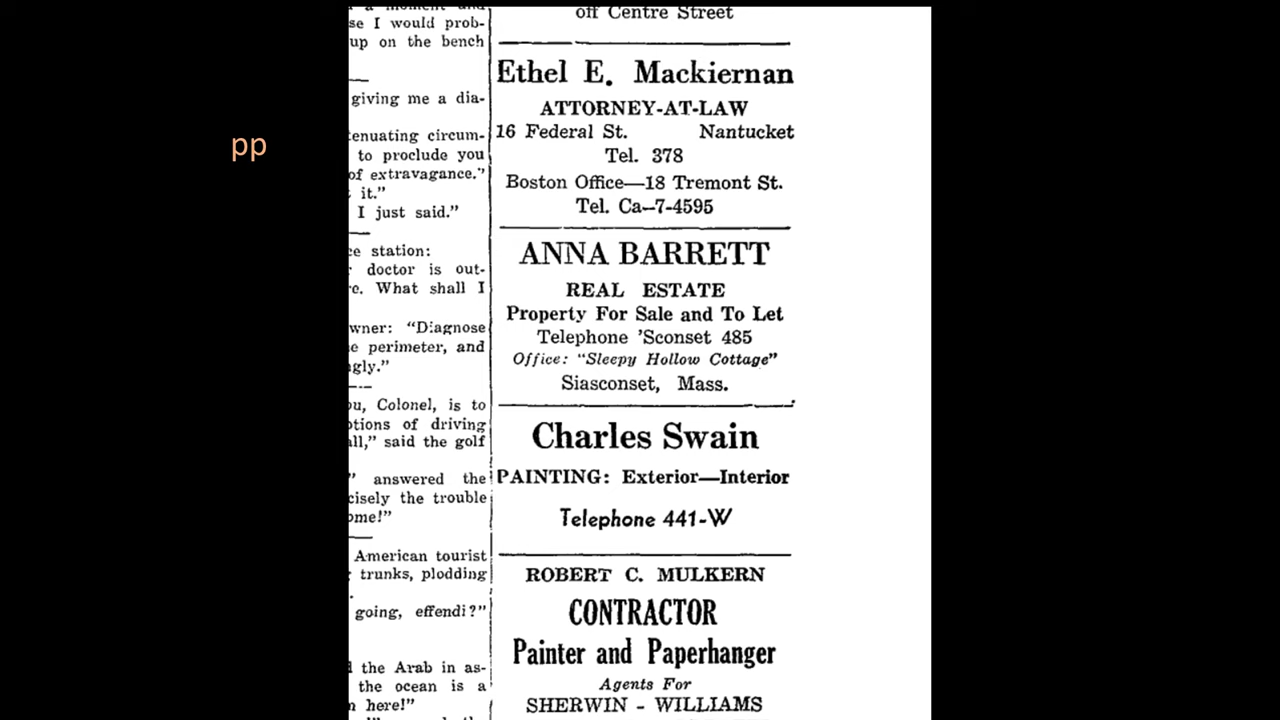 pp
se I would prob-
up on the bench
giving me a dia-
tenuating circum-
to proclude you
of extravagance."
it."
I just said."
ce station:
doctor is out-
re. What shall I
wner: "Diagnose
e perimeter, and
gly."
ou, Colonel, is to
ptions of driving
all," said the golf
" answered the
cisely the trouble
ome!"
American tourist
trunks, plodding
going, effendi?"
d the Arab in as-
the ocean is a
n here!"
off Centre Street
Ethel E. Mackiernan
ATTORNEY-AT-LAW
16 Federal St. Nantucket
Tel. 378
Boston Office—18 Tremont St.
Tel. Ca—7-4595
ANNA BARRETT
REAL ESTATE
Property For Sale and To Let
Telephone 'Sconset 485
Office: "Sleepy Hollow Cottage"
Siasconset, Mass.
Charles Swain
PAINTING: Exterior—Interior
Telephone 441-W
ROBERT C. MULKERN
CONTRACTOR
Painter and Paperhanger
Agents For
SHERWIN - WILLIAMS